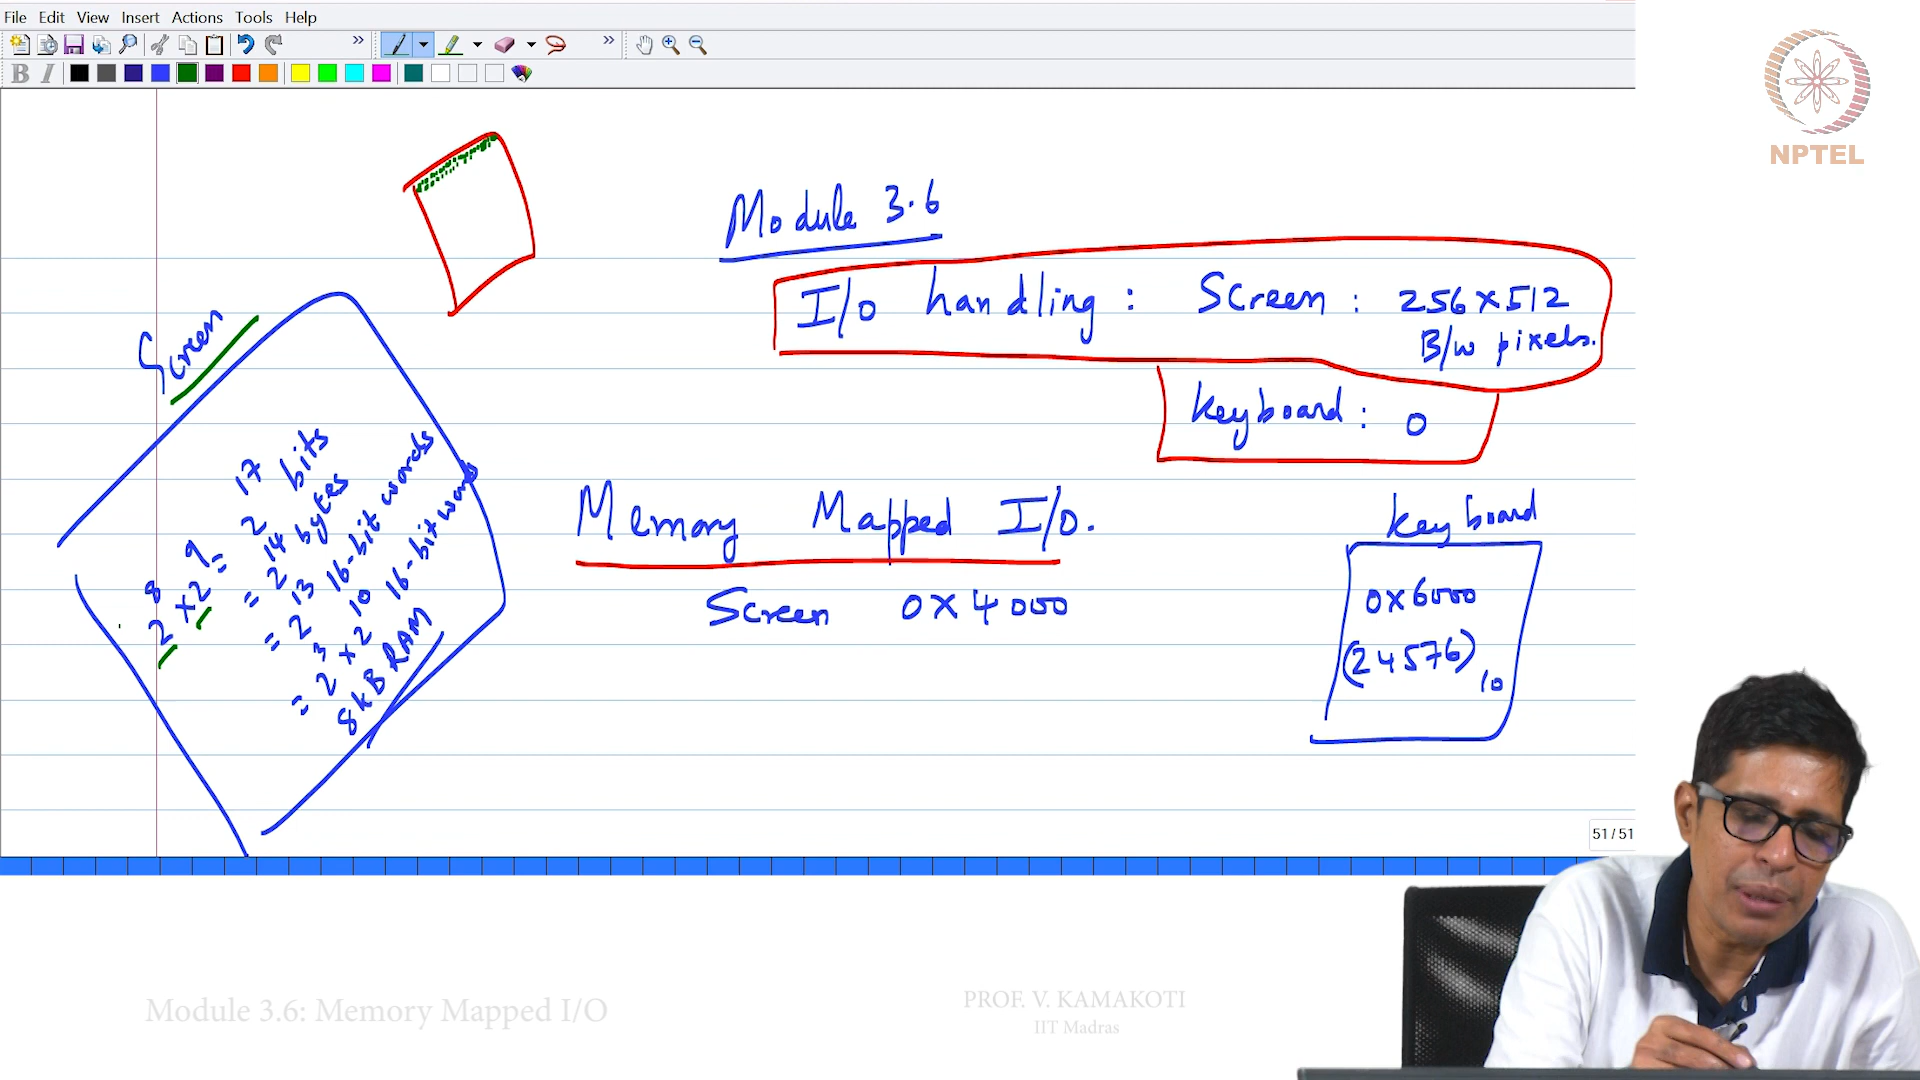 File Edit View Insert Actions Tools Help
B I
NPTEL
Module 3.6
I/O handling : Screen : 256x512
B/W pixels.
keyboard : 0
Screen
2^8 x 2^9 = 2^17 bits
= 2^14 bytes
= 2^13 16-bit words
= 2^3 x 2^10 16-bit words
8KB RAM
Memory Mapped I/O.
Screen 0x4000
keyboard
0x6000
(24576)10
51 / 51
Module 3.6: Memory Mapped I/O
PROF. V. KAMAKOTI
IIT Madras